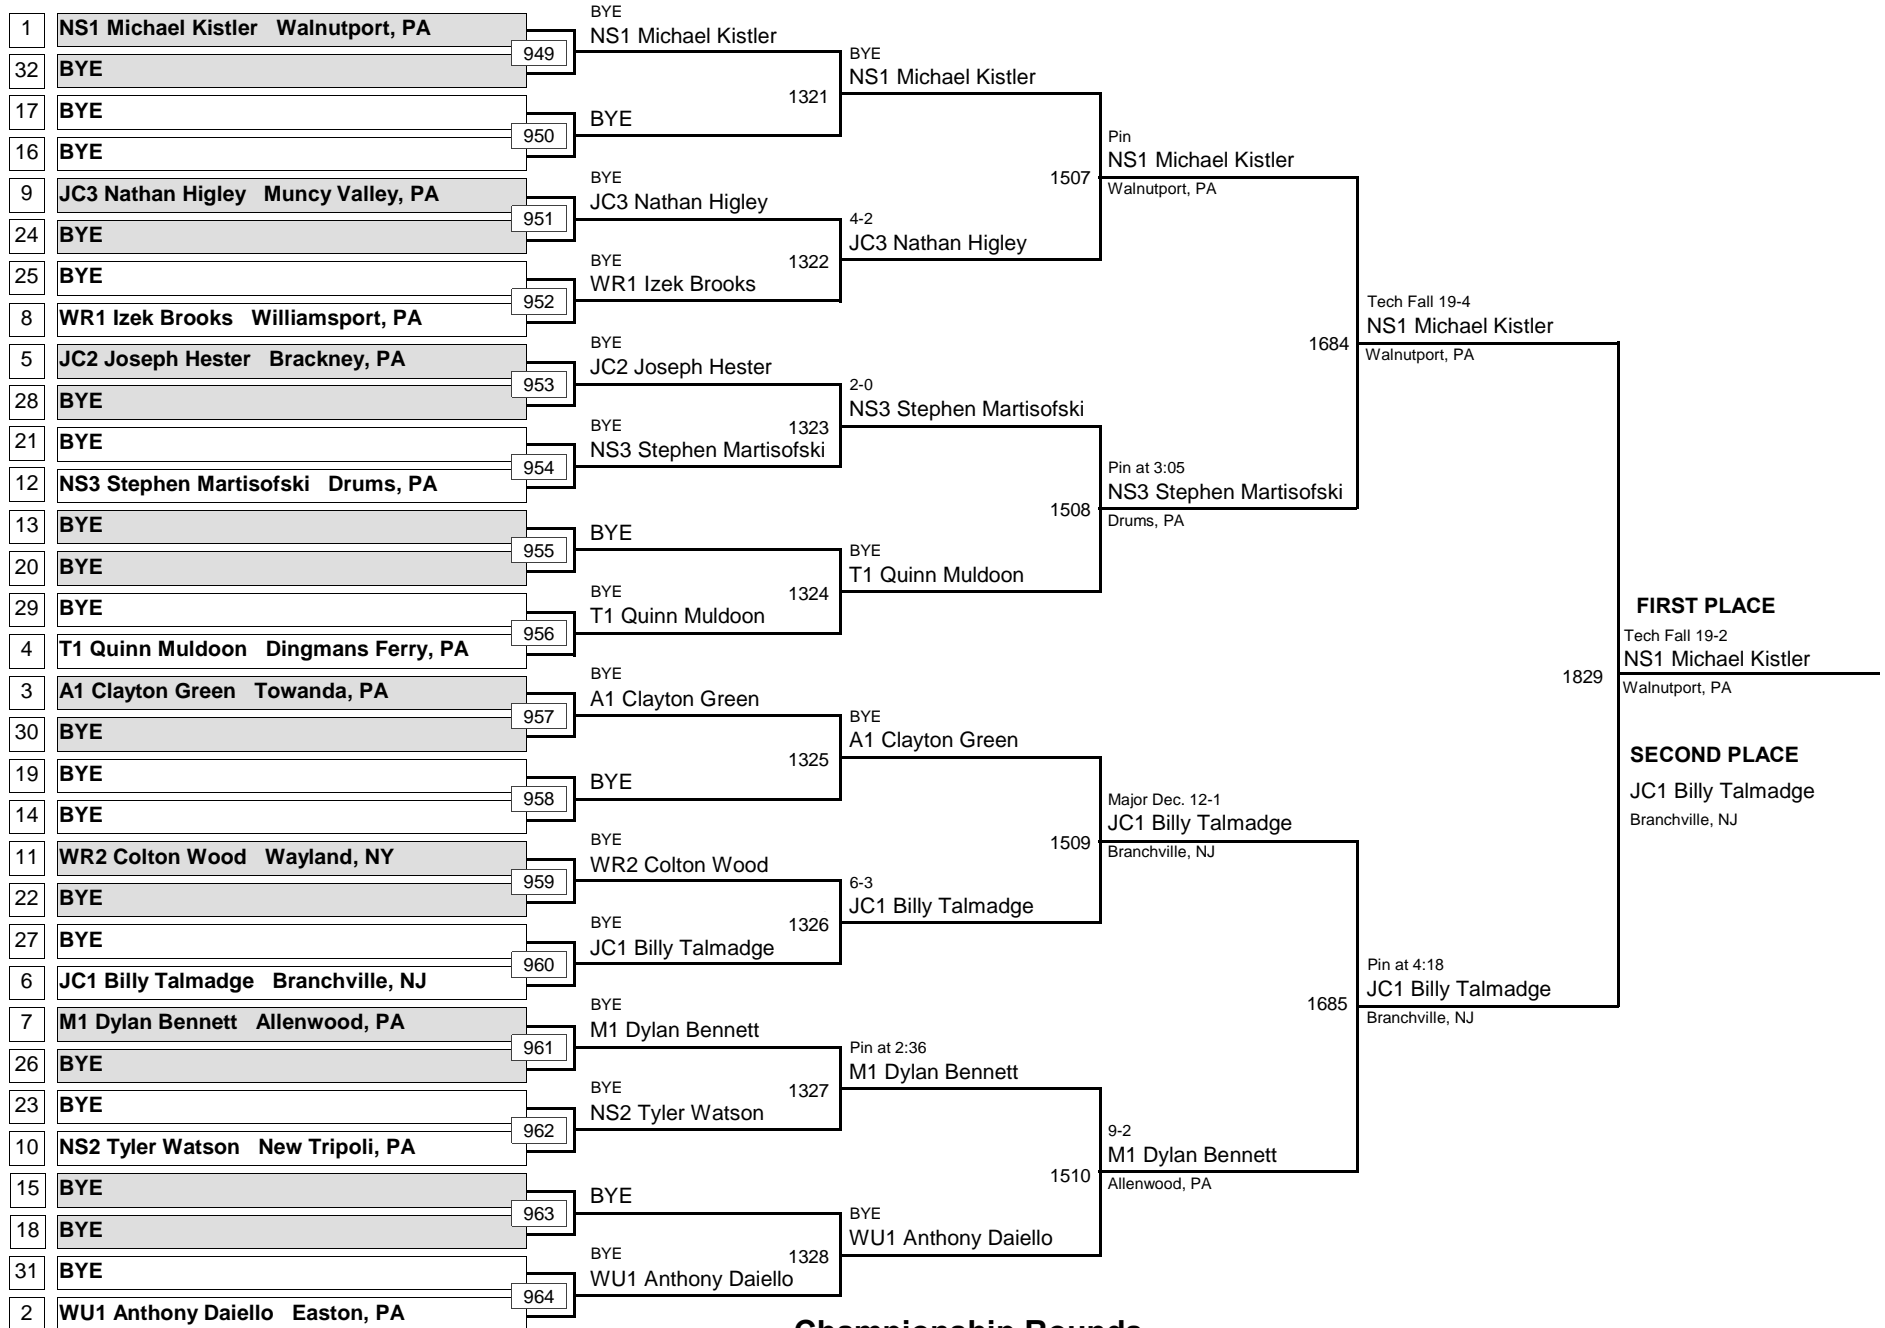 1 NS1 Michael Kistler Walnutport, PA
32 BYE
17 BYE
16 BYE
9 JC3 Nathan Higley Muncy Valley, PA
24 BYE
25 BYE
8 WR1 Izek Brooks Williamsport, PA
5 JC2 Joseph Hester Brackney, PA
28 BYE
21 BYE
12 NS3 Stephen Martisofski Drums, PA
13 BYE
20 BYE
29 BYE
4 T1 Quinn Muldoon Dingmans Ferry, PA
3 A1 Clayton Green Towanda, PA
30 BYE
19 BYE
14 BYE
11 WR2 Colton Wood Wayland, NY
22 BYE
27 BYE
6 JC1 Billy Talmadge Branchville, NJ
7 M1 Dylan Bennett Allenwood, PA
26 BYE
23 BYE
10 NS2 Tyler Watson New Tripoli, PA
15 BYE
18 BYE
31 BYE
2 WU1 Anthony Daiello Easton, PA
949
950
951
952
953
954
955
956
957
958
959
960
961
962
963
964
BYE
NS1 Michael Kistler
BYE
BYE
JC3 Nathan Higley
BYE
WR1 Izek Brooks
BYE
JC2 Joseph Hester
BYE
NS3 Stephen Martisofski
BYE
BYE
T1 Quinn Muldoon
BYE
A1 Clayton Green
BYE
BYE
WR2 Colton Wood
BYE
JC1 Billy Talmadge
BYE
M1 Dylan Bennett
BYE
NS2 Tyler Watson
BYE
BYE
WU1 Anthony Daiello
1321
1322
1323
1324
1325
1326
1327
1328
BYE
NS1 Michael Kistler
4-2
JC3 Nathan Higley
2-0
NS3 Stephen Martisofski
BYE
T1 Quinn Muldoon
BYE
A1 Clayton Green
6-3
JC1 Billy Talmadge
Pin at 2:36
M1 Dylan Bennett
BYE
WU1 Anthony Daiello
1507
1508
1509
1510
Pin
NS1 Michael Kistler
Walnutport, PA
Pin at 3:05
NS3 Stephen Martisofski
Drums, PA
Major Dec. 12-1
JC1 Billy Talmadge
Branchville, NJ
9-2
M1 Dylan Bennett
Allenwood, PA
1684
1685
Tech Fall 19-4
NS1 Michael Kistler
Walnutport, PA
Pin at 4:18
JC1 Billy Talmadge
Branchville, NJ
1829
FIRST PLACE
Tech Fall 19-2
NS1 Michael Kistler
Walnutport, PA
SECOND PLACE
JC1 Billy Talmadge
Branchville, NJ
Championship Rounds